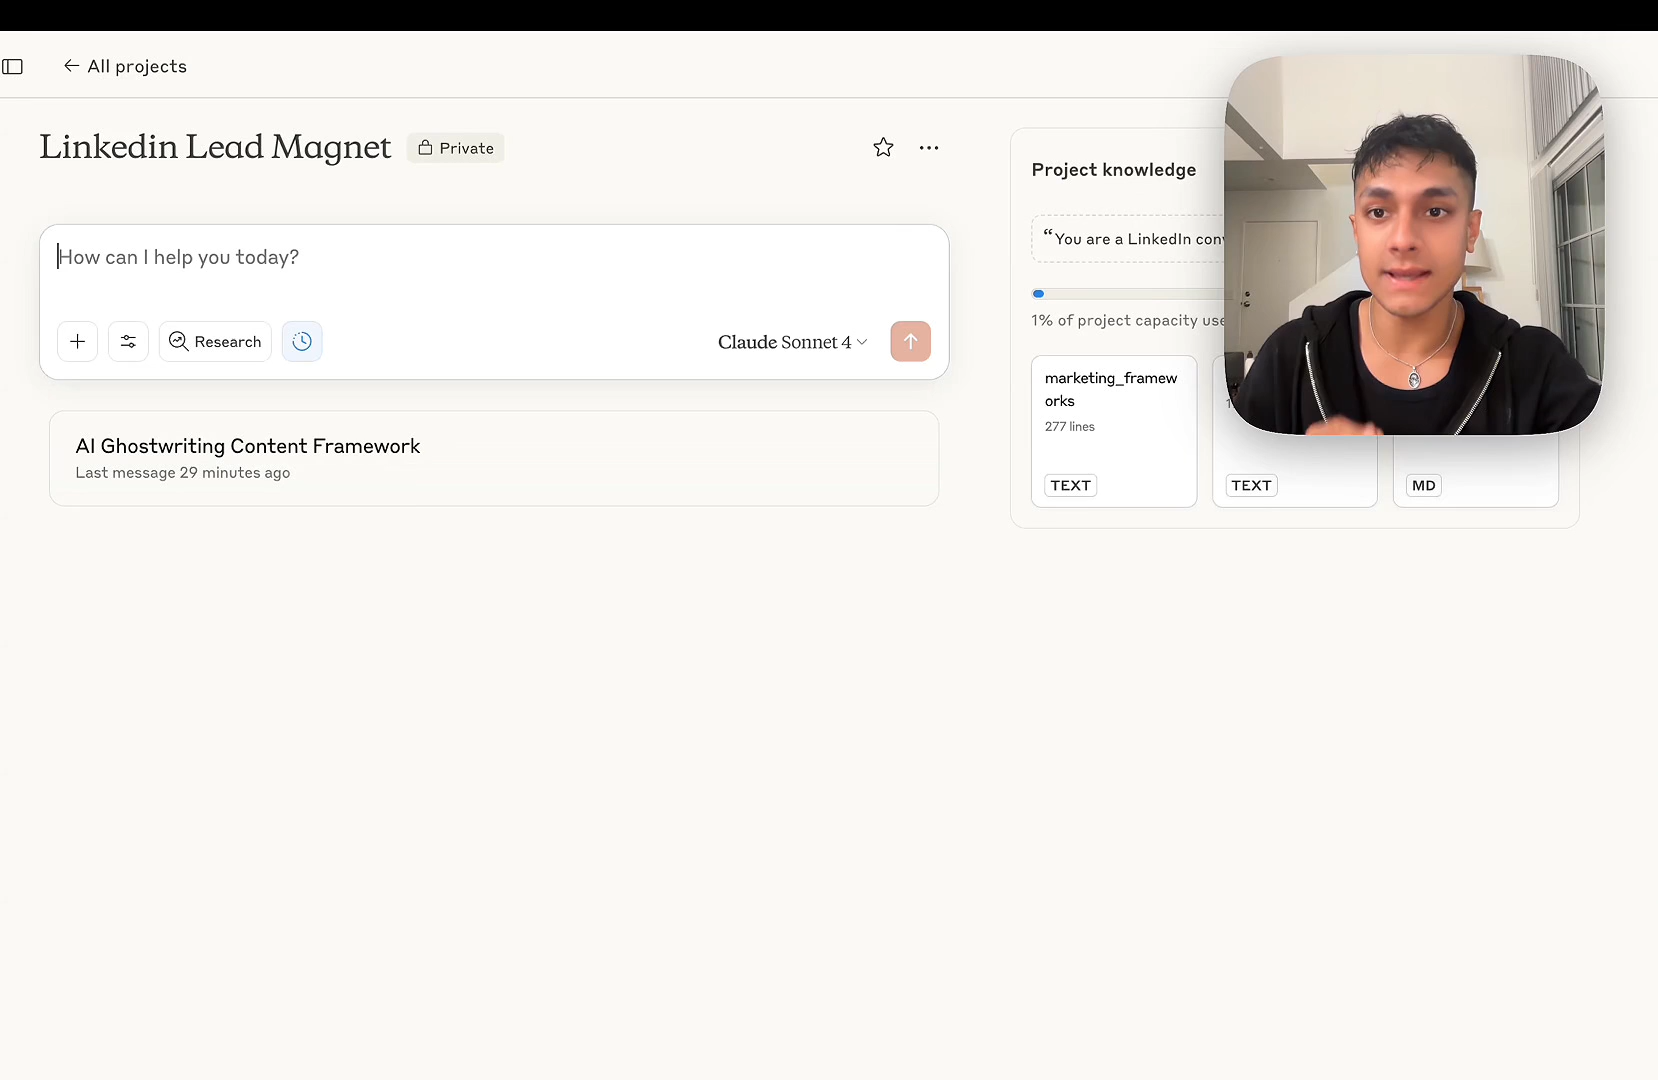 ← All projects
Linkedin Lead Magnet
Private
How can I help you today?
Research
Claude Sonnet 4
AI Ghostwriting Content Framework
Last message 29 minutes ago
Project knowledge
“You are a LinkedIn
1% of project capacity
marketing_framew
orks
277 lines
TEXT
TEXT
MD